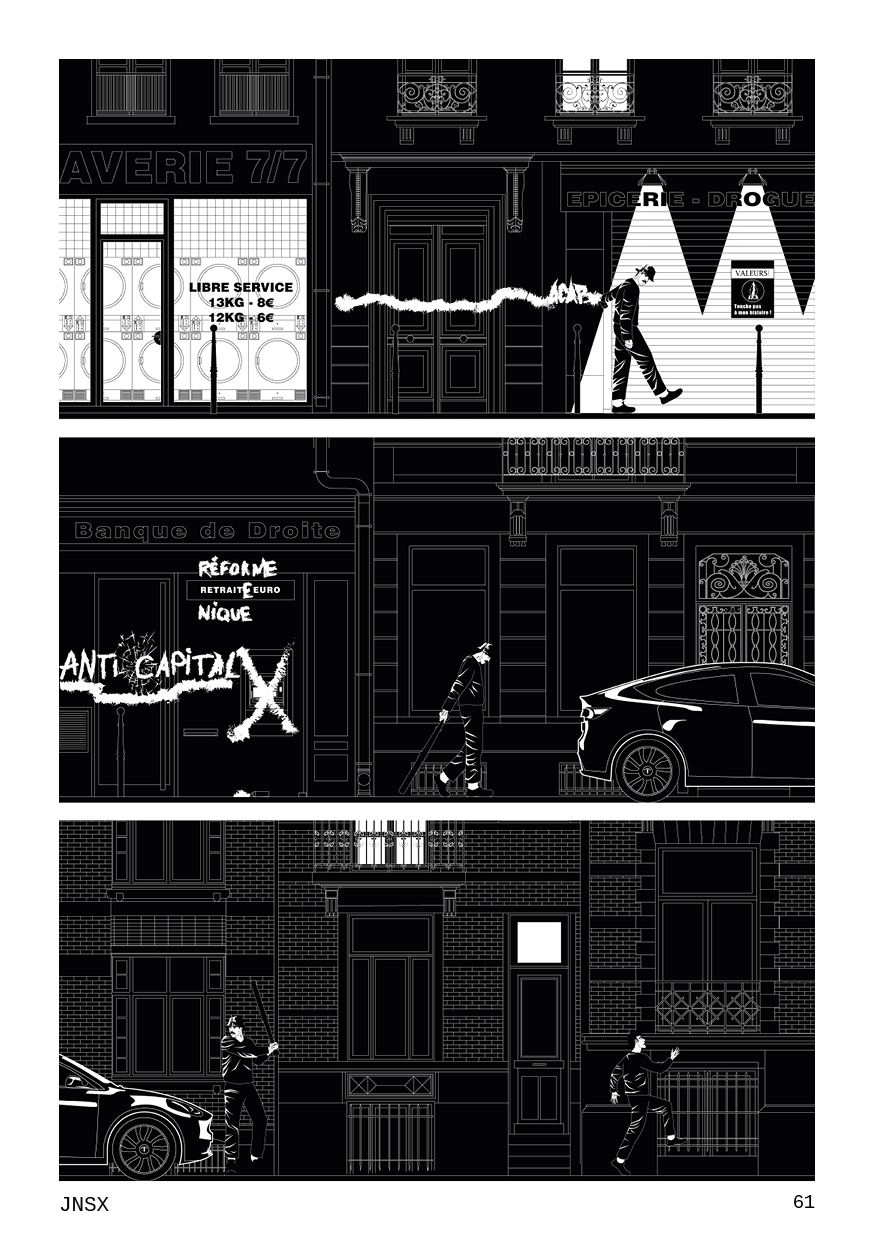 AVERIE 7/7
LIBRE SERVICE
13KG - 8€
12KG - 6€
ACAB
EPICERIE - DROGUE
VALEURS!
Touche pas
à mon histoire !
Banque de Droite
RÉFORME
RETRAITE EURO
NIQUE
ANTI CAPITAL
X
JNSX
61